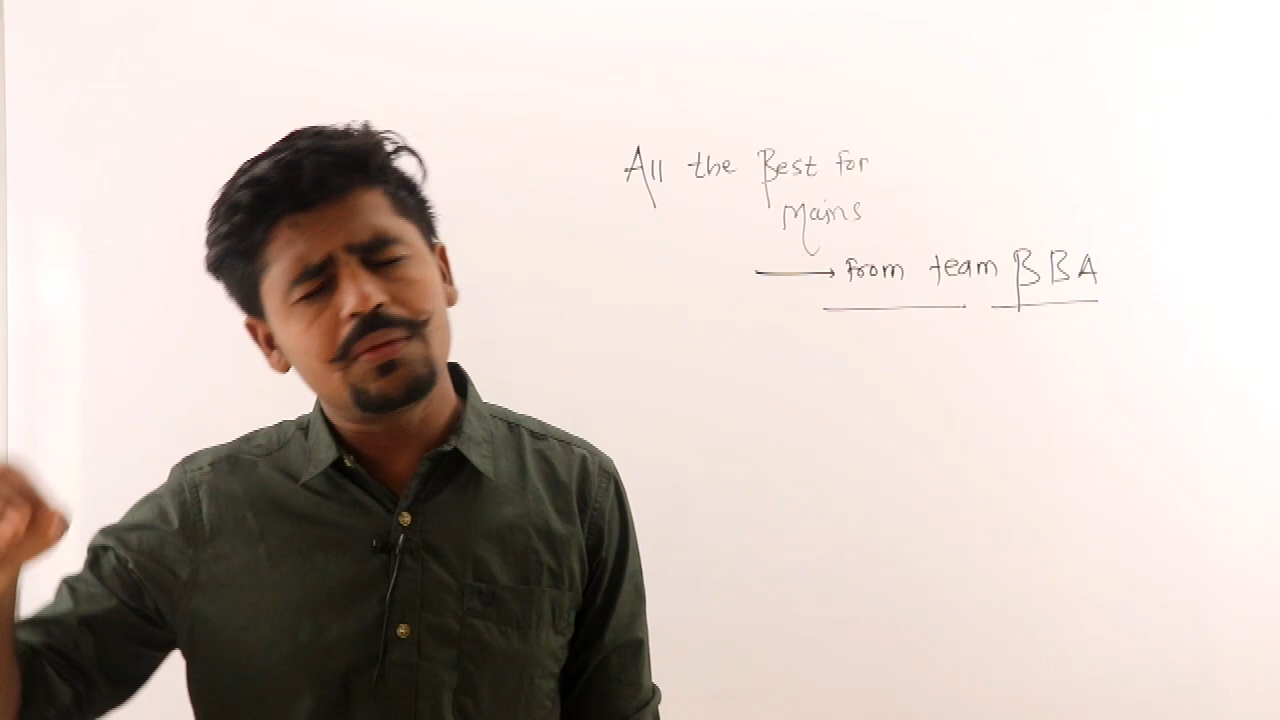 All the Best for
Mains
→ From team BBA